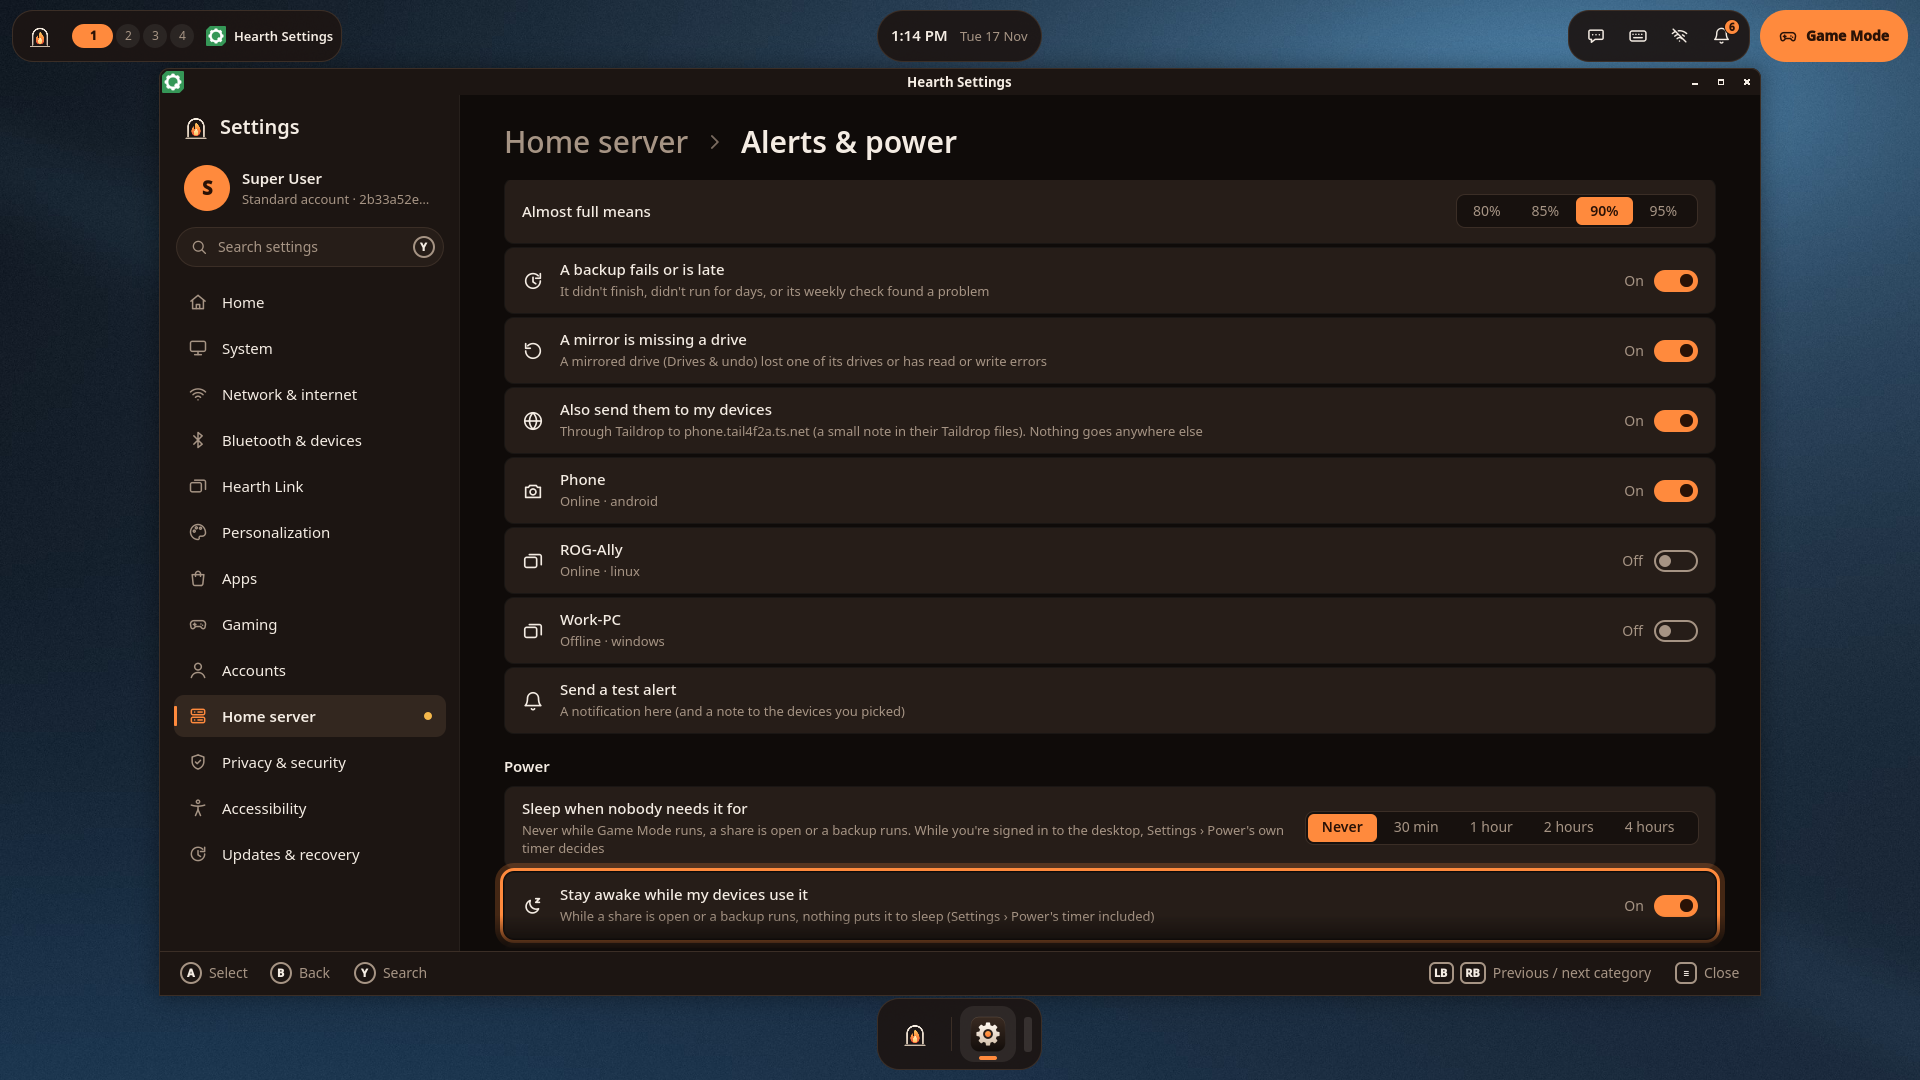 1 2 3 4 Hearth Settings
1:14 PM Tue 17 Nov
6
Game Mode
Hearth Settings
Settings
S
Super User
Standard account · 2b33a52e...
Search settings Y
Home
System
Network & internet
Bluetooth & devices
Hearth Link
Personalization
Apps
Gaming
Accounts
Home server
Privacy & security
Accessibility
Updates & recovery
Home server > Alerts & power
Almost full means
80% 85% 90% 95%
A backup fails or is late
It didn't finish, didn't run for days, or its weekly check found a problem
On
A mirror is missing a drive
A mirrored drive (Drives & undo) lost one of its drives or has read or write errors
On
Also send them to my devices
Through Taildrop to phone.tail4f2a.ts.net (a small note in their Taildrop files). Nothing goes anywhere else
On
Phone
Online · android
On
ROG-Ally
Online · linux
Off
Work-PC
Offline · windows
Off
Send a test alert
A notification here (and a note to the devices you picked)
Power
Sleep when nobody needs it for
Never while Game Mode runs, a share is open or a backup runs. While you're signed in to the desktop, Settings › Power's own
timer decides
Never 30 min 1 hour 2 hours 4 hours
Stay awake while my devices use it
While a share is open or a backup runs, nothing puts it to sleep (Settings › Power's timer included)
On
A Select B Back Y Search
LB RB Previous / next category ≡ Close